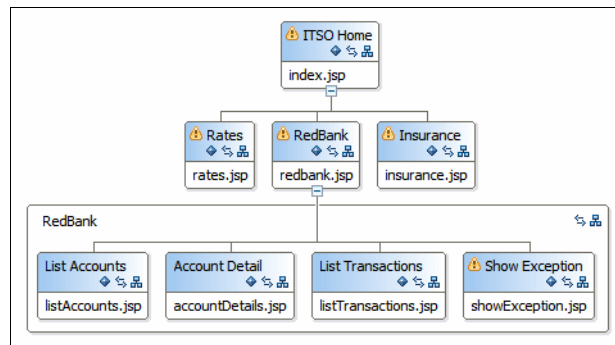 ITSO Home
index.jsp
Rates
rates.jsp
RedBank
redbank.jsp
Insurance
insurance.jsp
RedBank
List Accounts
listAccounts.jsp
Account Detail
accountDetails.jsp
List Transactions
listTransactions.jsp
Show Exception
showException.jsp